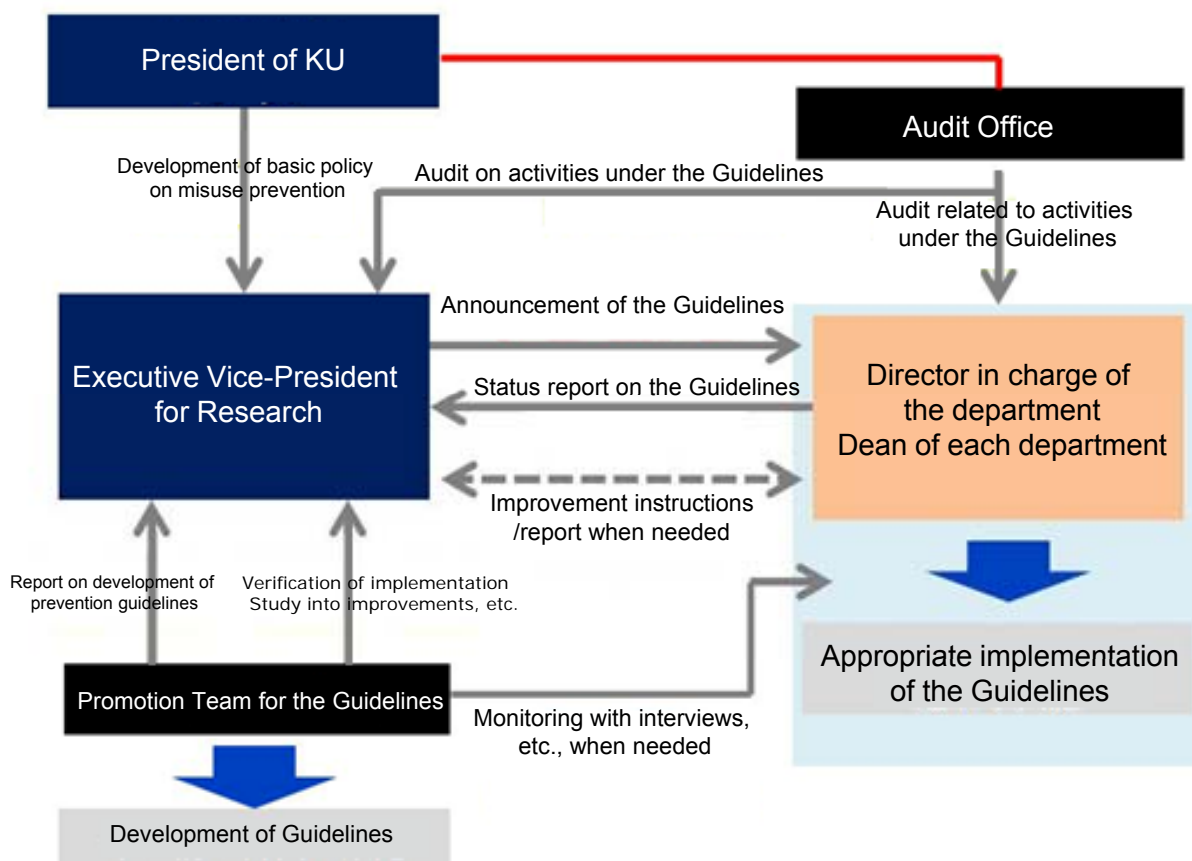 President of KU
Audit Office
Development of basic policy
on misuse prevention
Audit on activities under the Guidelines
Audit related to activities
under the Guidelines
Announcement of the Guidelines
Executive Vice-President
for Research
Status report on the Guidelines
Director in charge of
the department
Dean of each department
Improvement instructions
/report when needed
Report on development of
prevention guidelines
Verification of implementation
Study into improvements, etc.
Appropriate implementation
of the Guidelines
Promotion Team for the Guidelines
Monitoring with interviews,
etc., when needed
Development of Guidelines